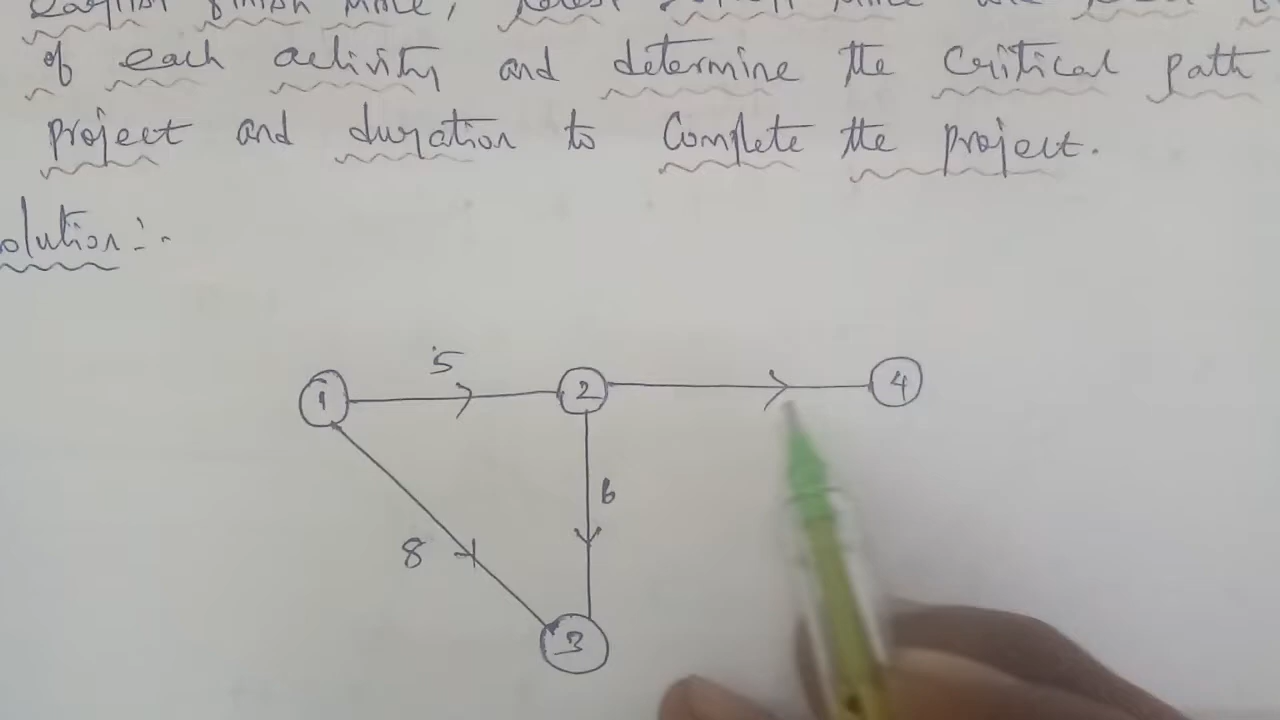 of each activity and determine the critical path
project and duration to complete the project.
olution :-
5
1
2
4
6
8
3